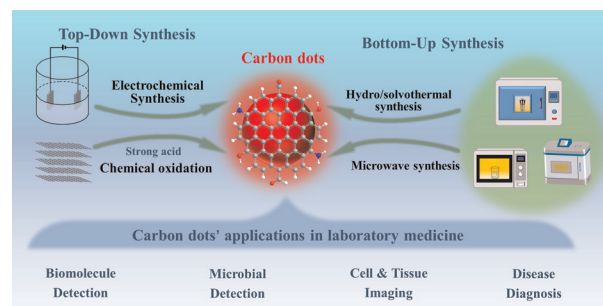 Top-Down Synthesis
Bottom-Up Synthesis
Carbon dots
Electrochemical
Synthesis
Hydro/solvothermal
synthesis
Strong acid
Chemical oxidation
Microwave synthesis
Carbon dots' applications in laboratory medicine
Biomolecule
Detection
Microbial
Detection
Cell & Tissue
Imaging
Disease
Diagnosis